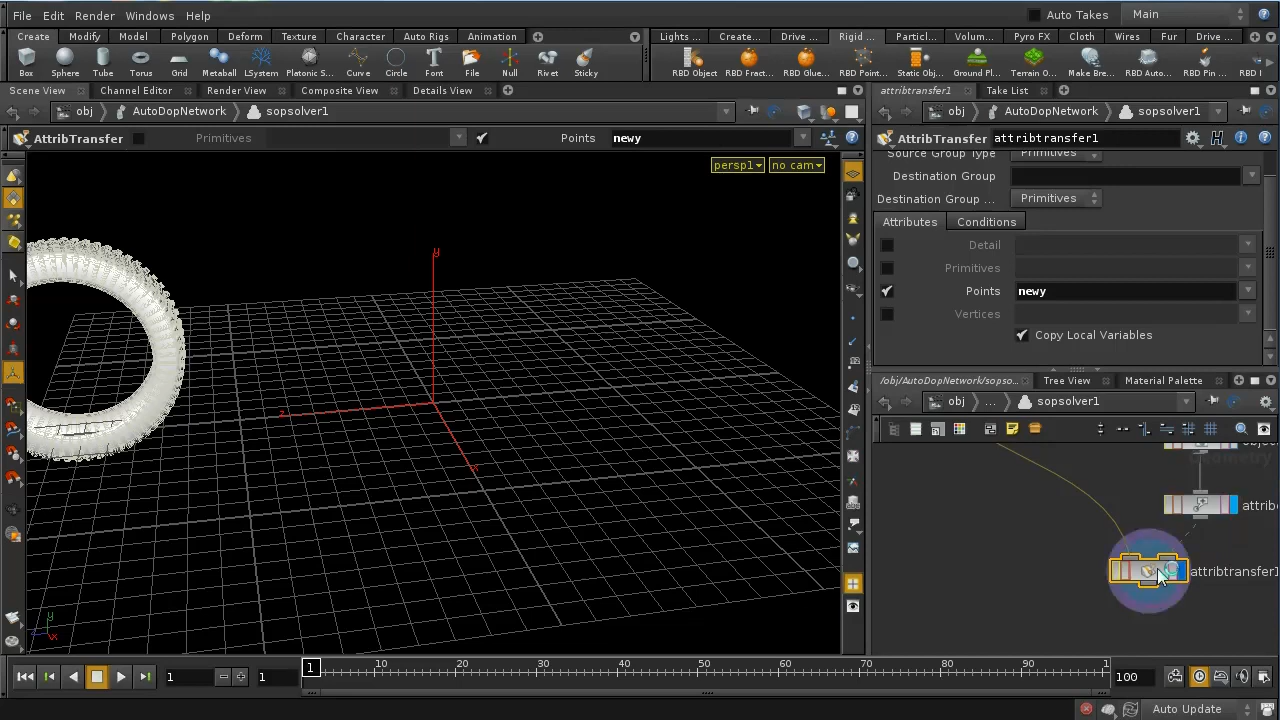 File Edit Render Windows Help
Auto Takes Main
Create Modify Model Polygon Deform Texture Character Auto Rigs Animation
Lights ... Create... Drive ... Rigid ... Particl... Volum... Pyro FX Cloth Wires Fur Drive ...
Box Sphere Tube Torus Grid Metaball LSystem Platonic S... Curve Circle Font File Null Rivet Sticky
RBD Object RBD Fract... RBD Glue... RBD Point... Static Obj... Ground Pl... Terrain O... Make Bre... RBD Auto... RBD Pin ... RBD I
Scene View Channel Editor Render View Composite View Details View
attribtransfer1 Take List
obj AutoDopNetwork sopsolver1
obj AutoDopNetwork sopsolver1
AttribTransfer Primitives Points newy
AttribTransfer attribtransfer1
persp1 no cam
Source Group Type Primitives
Destination Group
Destination Group ... Primitives
Attributes Conditions
Detail
Primitives
Points newy
Vertices
Copy Local Variables
y
z
x
y
z
x
/obj/AutoDopNetwork/sopso... Tree View Material Palette
obj ... sopsolver1
attribtransfer1
1 1
1 10 20 30 40 50 60 70 80 90 1
100
Auto Update